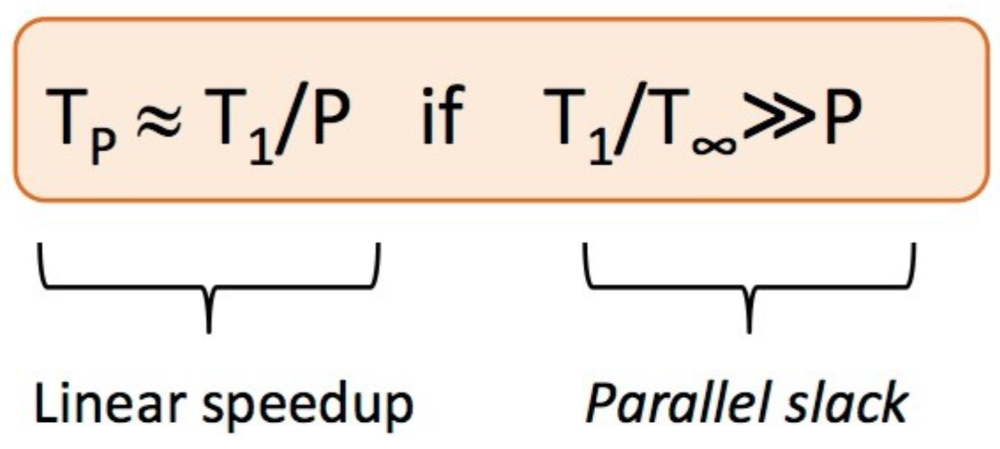 T_P ≈ T_1/P if T_1/T_∞ ≫ P
Linear speedup
Parallel slack